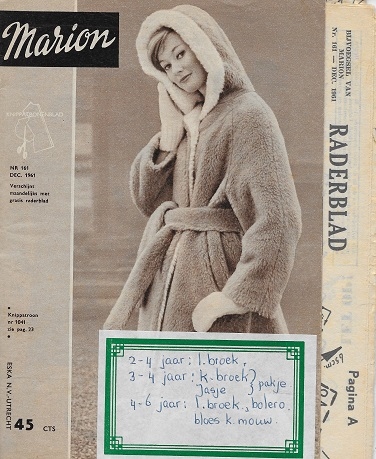 Marion
NR 161
DEC. 1961
Verschijnt
maandelijks met
gratis raderblad
Knippatroon
nr 1041
zie pag. 23
ESKA N.V.-UTRECHT
45 CTS
2-4 jaar: l. broek,
3-4 jaar: k. broek } pakje
Jasje
4-6 jaar: l. broek, bolero.
bloes k. mouw.
BIJVOEGSEL VAN
MARION
Nr. 161 — DEC. 1961
RADERBLAD
Pagina A